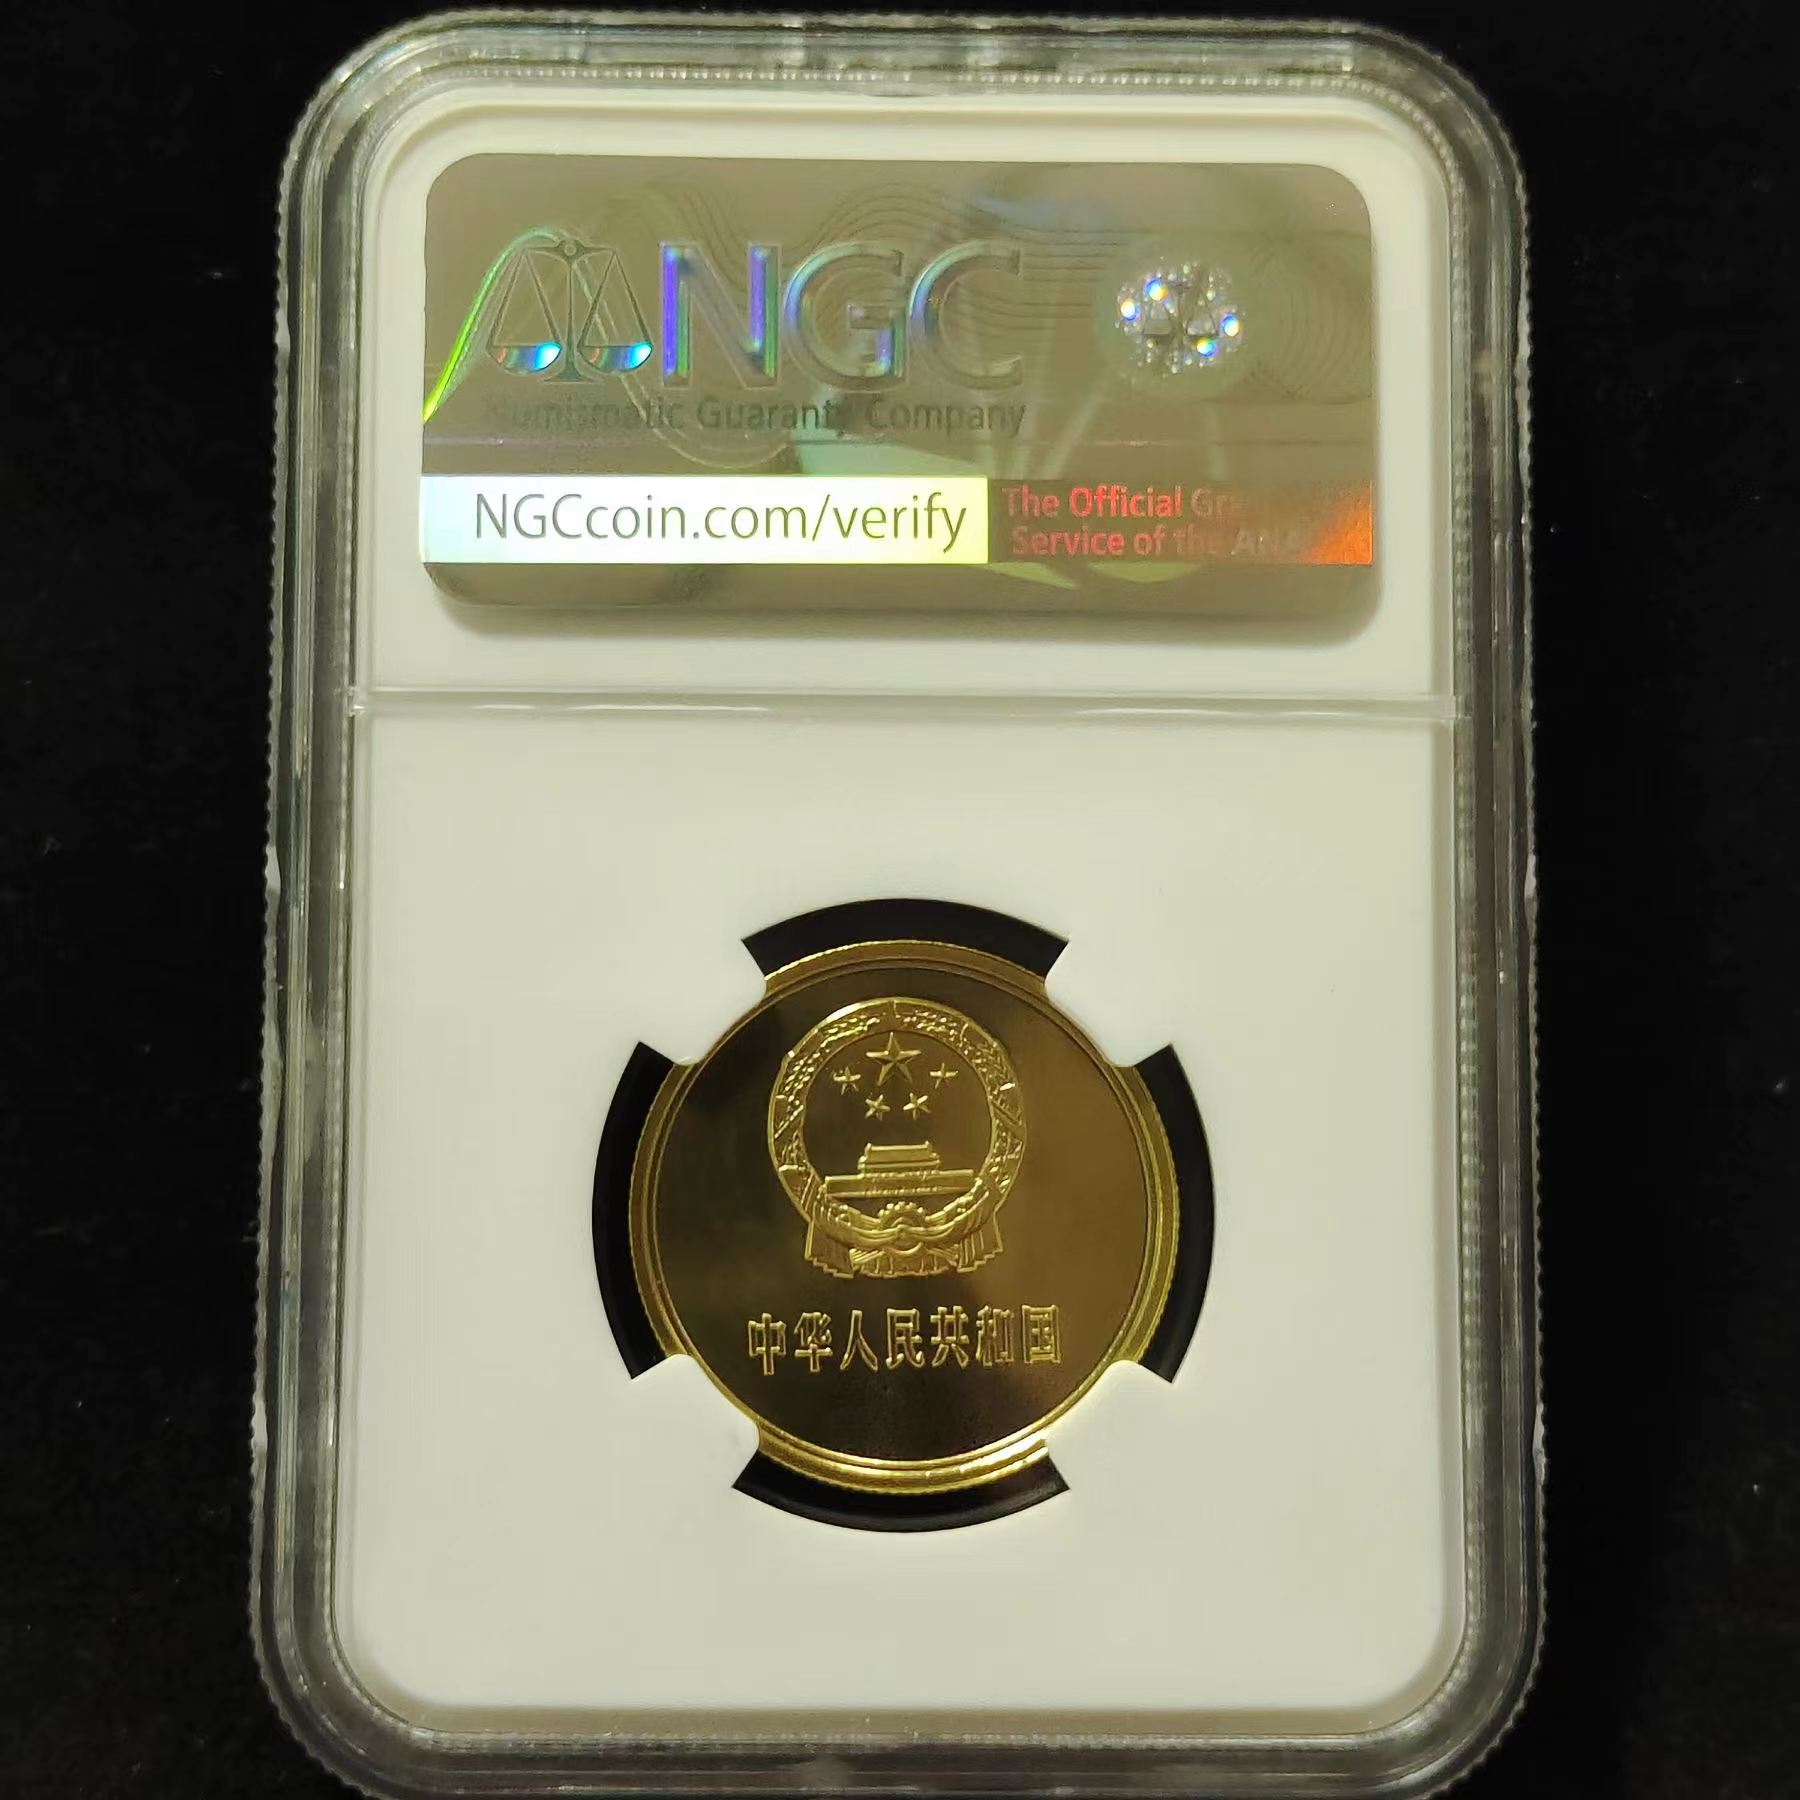 NGC
Numismatic Guaranty Company
NGCcoin.com/verify
The Official
Service of the ANA
中华人民共和国